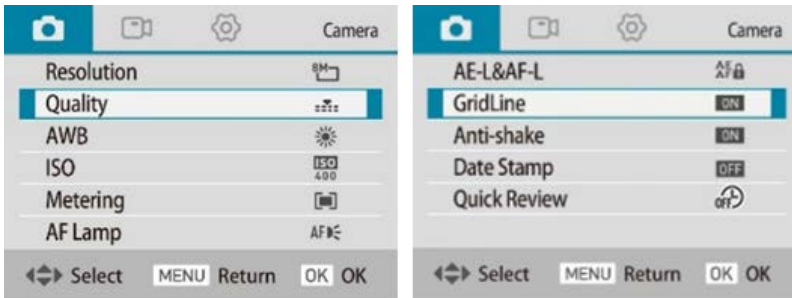 Camera
Resolution 8M
Quality
AWB
ISO ISO 400
Metering
AF Lamp AF
Select MENU Return OK OK
Camera
AE-L&AF-L AE AF
GridLine ON
Anti-shake ON
Date Stamp OFF
Quick Review OFF
Select MENU Return OK OK